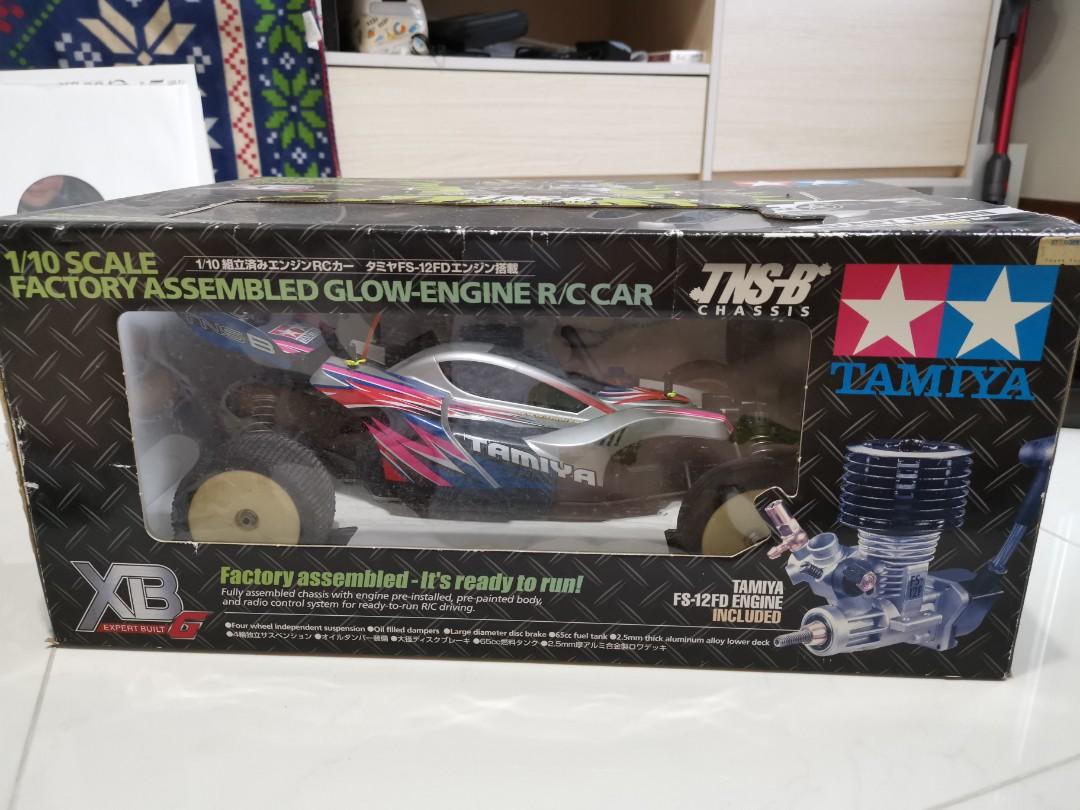 1/10 SCALE
1/10 組立済みエンジンRCカー タミヤFS-12FDエンジン搭載
FACTORY ASSEMBLED GLOW-ENGINE R/C CAR
TNS-B
CHASSIS
TAMIYA
TAMIYA
XB G
EXPERT BUILT
Factory assembled - It's ready to run!
Fully assembled chassis with engine pre-installed, pre-painted body,
and radio control system for ready-to-run R/C driving.
●Four wheel independent suspension ●Oil filled dampers ●Large diameter disc brake ●65cc fuel tank ●2.5mm thick aluminum alloy lower deck
●4輪独立サスペンション ●オイルダンパー装備 ●大径ディスクブレーキ ●65cc燃料タンク ●2.5mm厚アルミ合金製ロワデッキ
TAMIYA
FS-12FD ENGINE
INCLUDED